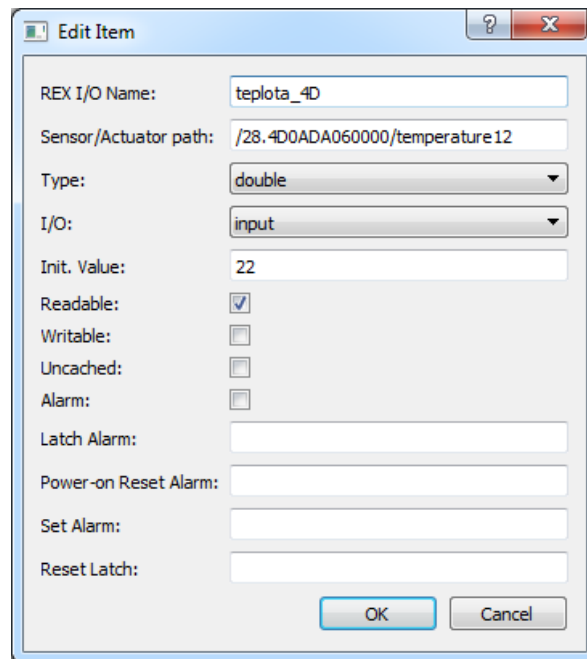 Edit Item
REX I/O Name: teplota_4D
Sensor/Actuator path: /28.4D0ADA060000/temperature12
Type: double
I/O: input
Init. Value: 22
Readable:
Writable:
Uncached:
Alarm:
Latch Alarm:
Power-on Reset Alarm:
Set Alarm:
Reset Latch:
OK Cancel